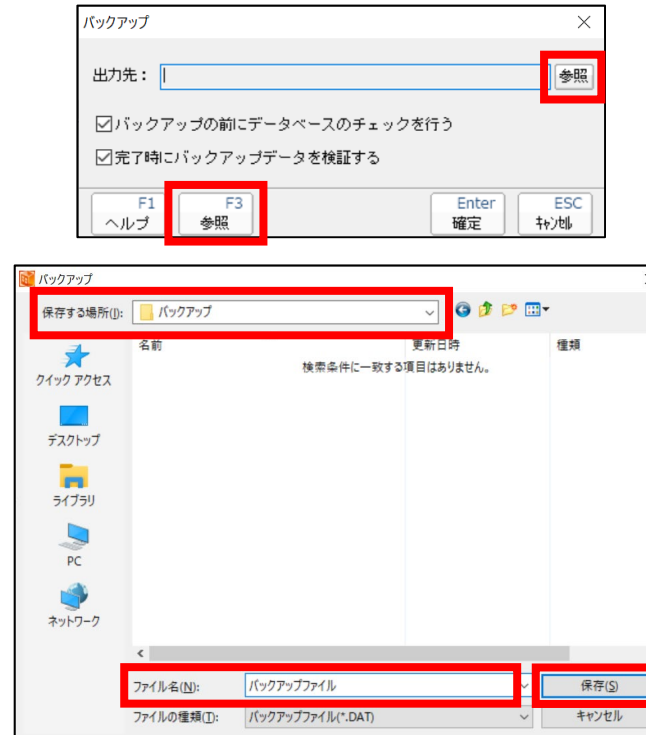 バックアップ
出力先： 参照
バックアップの前にデータベースのチェックを行う
完了時にバックアップデータを検証する
F1 F3 Enter ESC
ヘルプ 参照 確定 ｷｬﾝｾﾙ
バックアップ
保存する場所(I): バックアップ
名前 更新日時 種類
検索条件に一致する項目はありません。
クイック アクセス
デスクトップ
ライブラリ
PC
ネットワーク
ファイル名(N): バックアップファイル 保存(S)
ファイルの種類(T): バックアップファイル(*.DAT) キャンセル